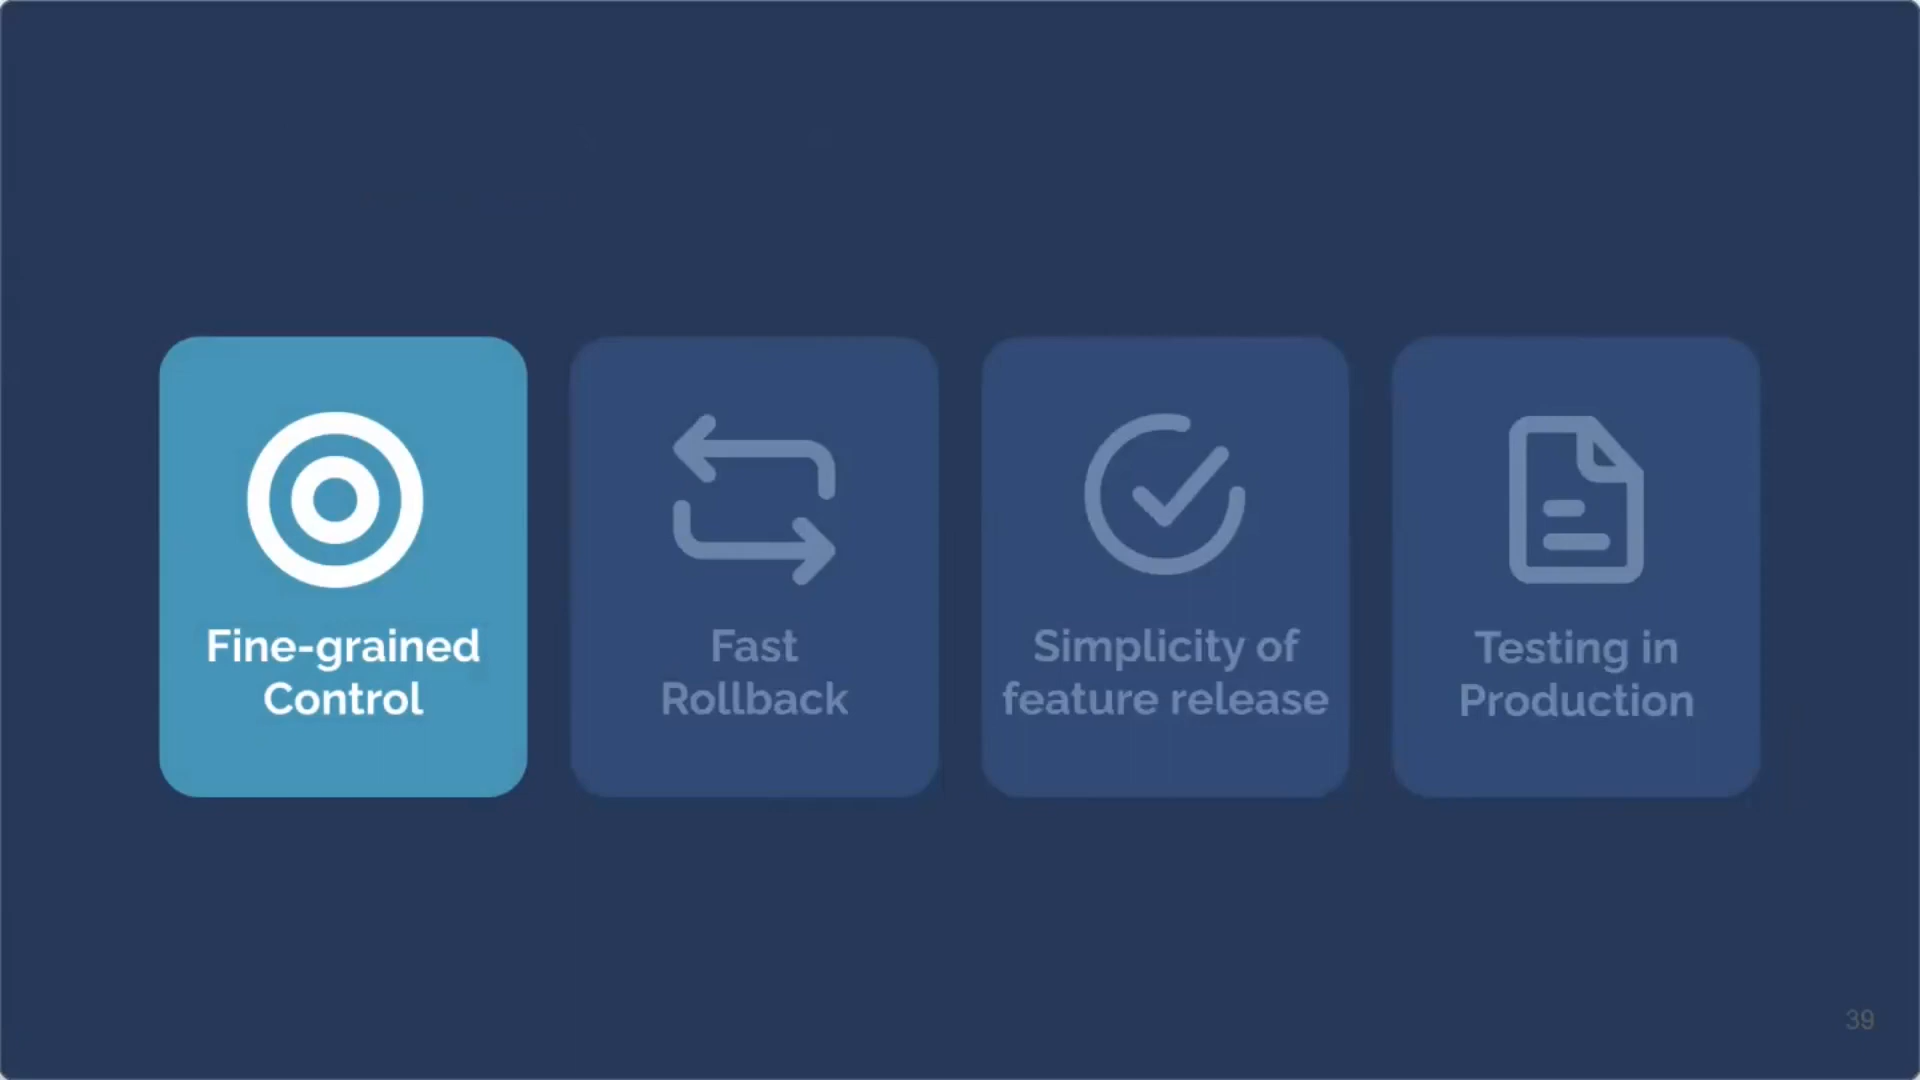 Fine-grained
Control
Fast
Rollback
Simplicity of
feature release
Testing in
Production
39